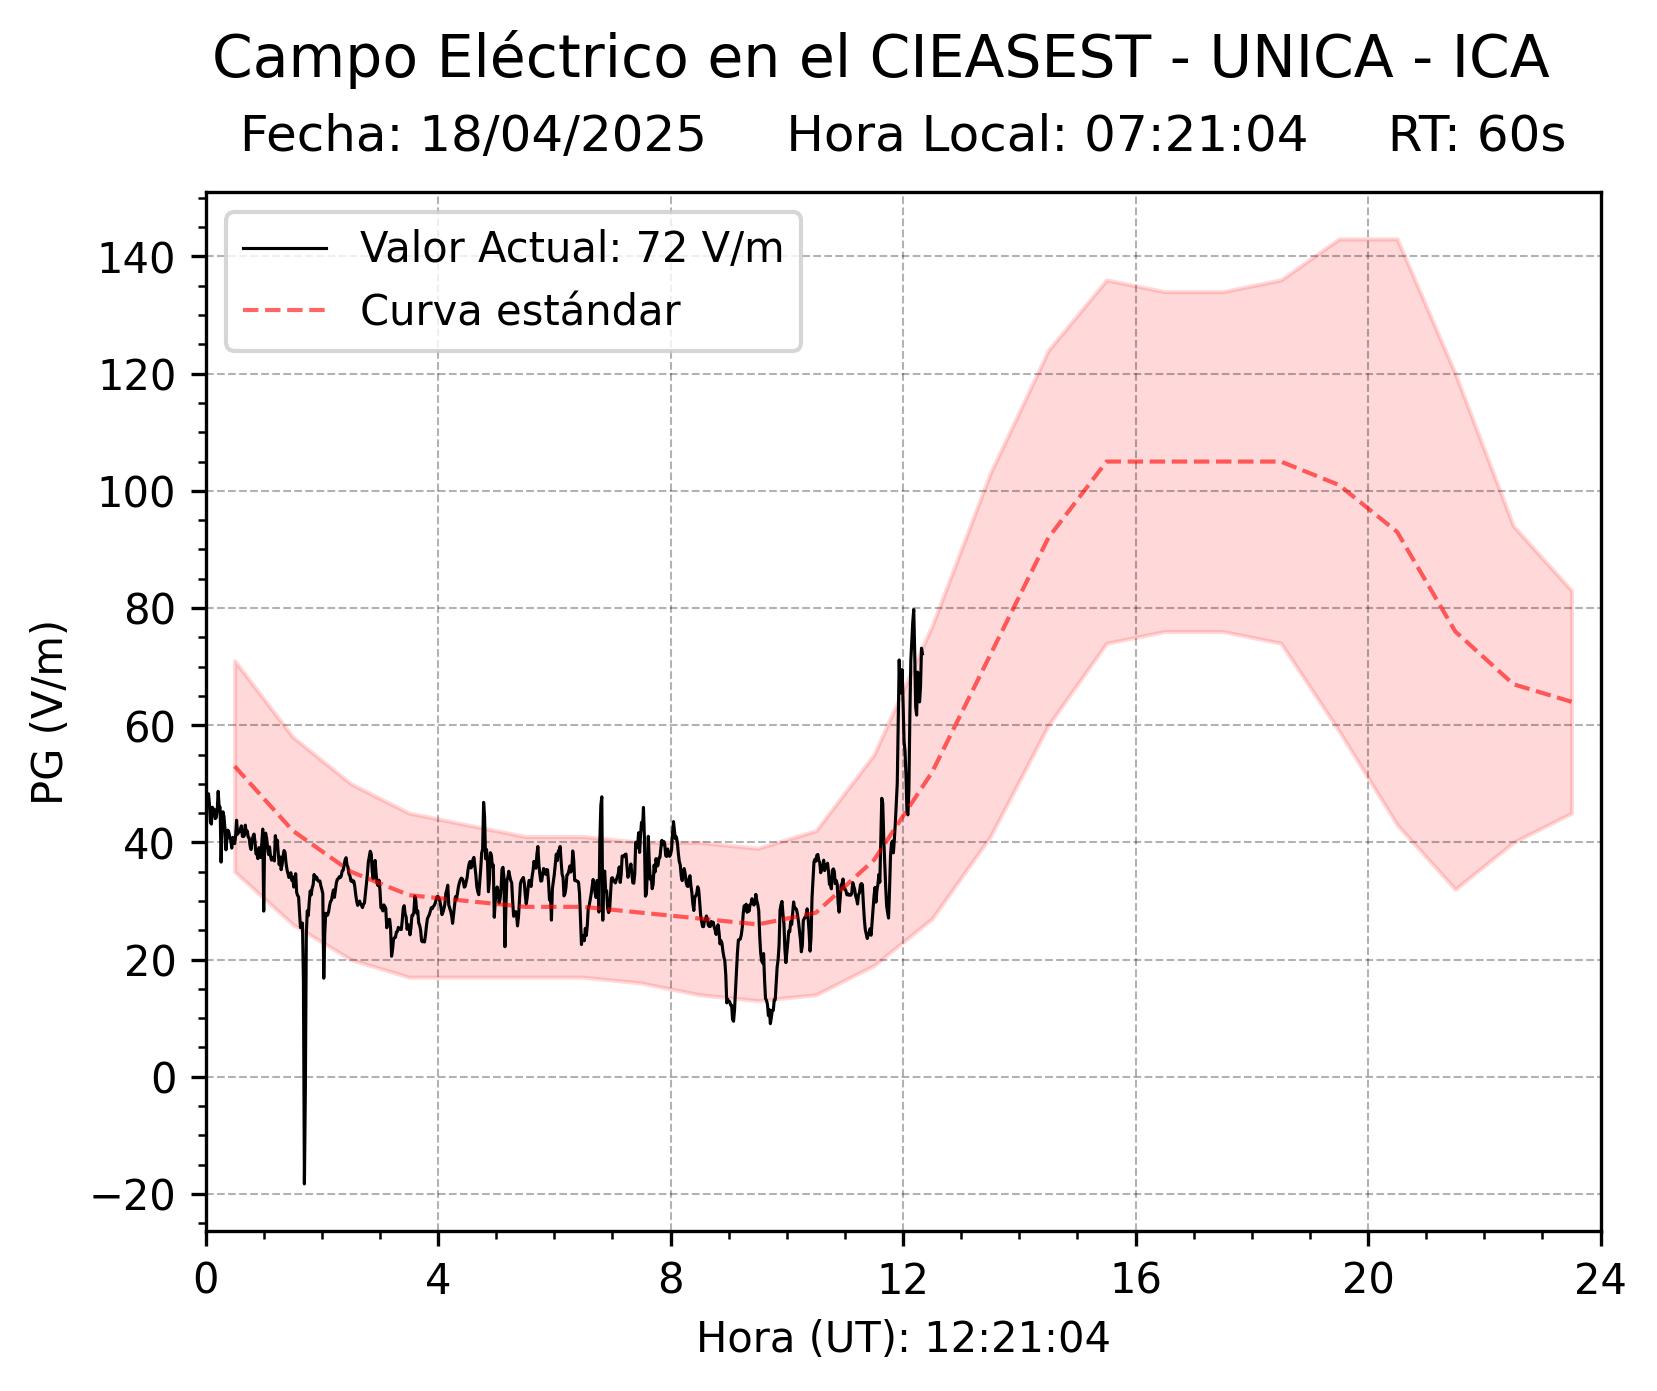 Campo Eléctrico en el CIEASEST - UNICA - ICA
Fecha: 18/04/2025 Hora Local: 07:21:04 RT: 60s
Valor Actual: 72 V/m
Curva estándar
PG (V/m)
140
120
100
80
60
40
20
0
−20
0 4 8 12 16 20 24
Hora (UT): 12:21:04